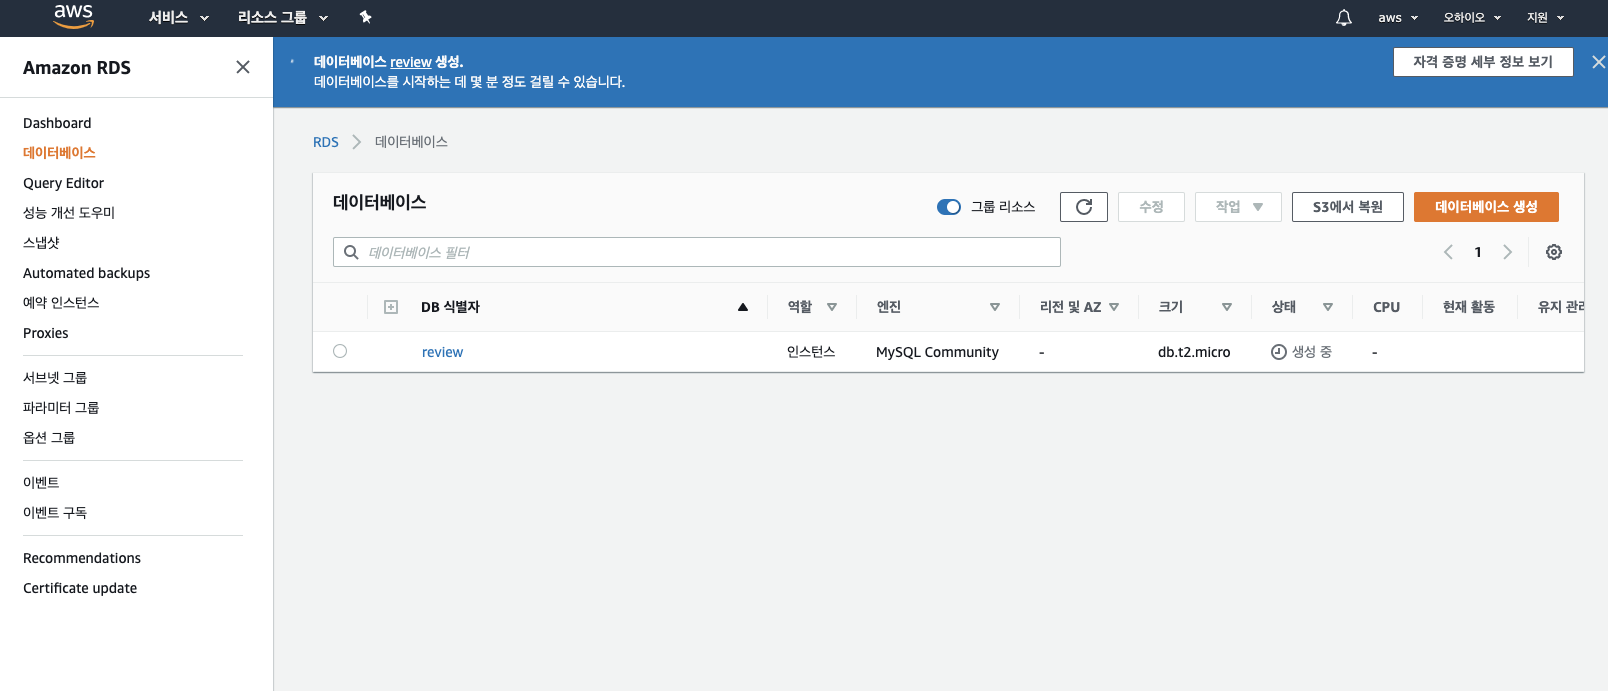 aws 서비스 리소스 그룹 aws 오하이오 지원
Amazon RDS
데이터베이스 review 생성.
데이터베이스를 시작하는 데 몇 분 정도 걸릴 수 있습니다.
자격 증명 세부 정보 보기
Dashboard
데이터베이스
Query Editor
성능 개선 도우미
스냅샷
Automated backups
예약 인스턴스
Proxies
서브넷 그룹
파라미터 그룹
옵션 그룹
이벤트
이벤트 구독
Recommendations
Certificate update
RDS 데이터베이스
데이터베이스 그룹 리소스 수정 작업 S3에서 복원 데이터베이스 생성
데이터베이스 필터 1
DB 식별자 역할 엔진 리전 및 AZ 크기 상태 CPU 현재 활동 유지 관리
review 인스턴스 MySQL Community - db.t2.micro 생성 중 -